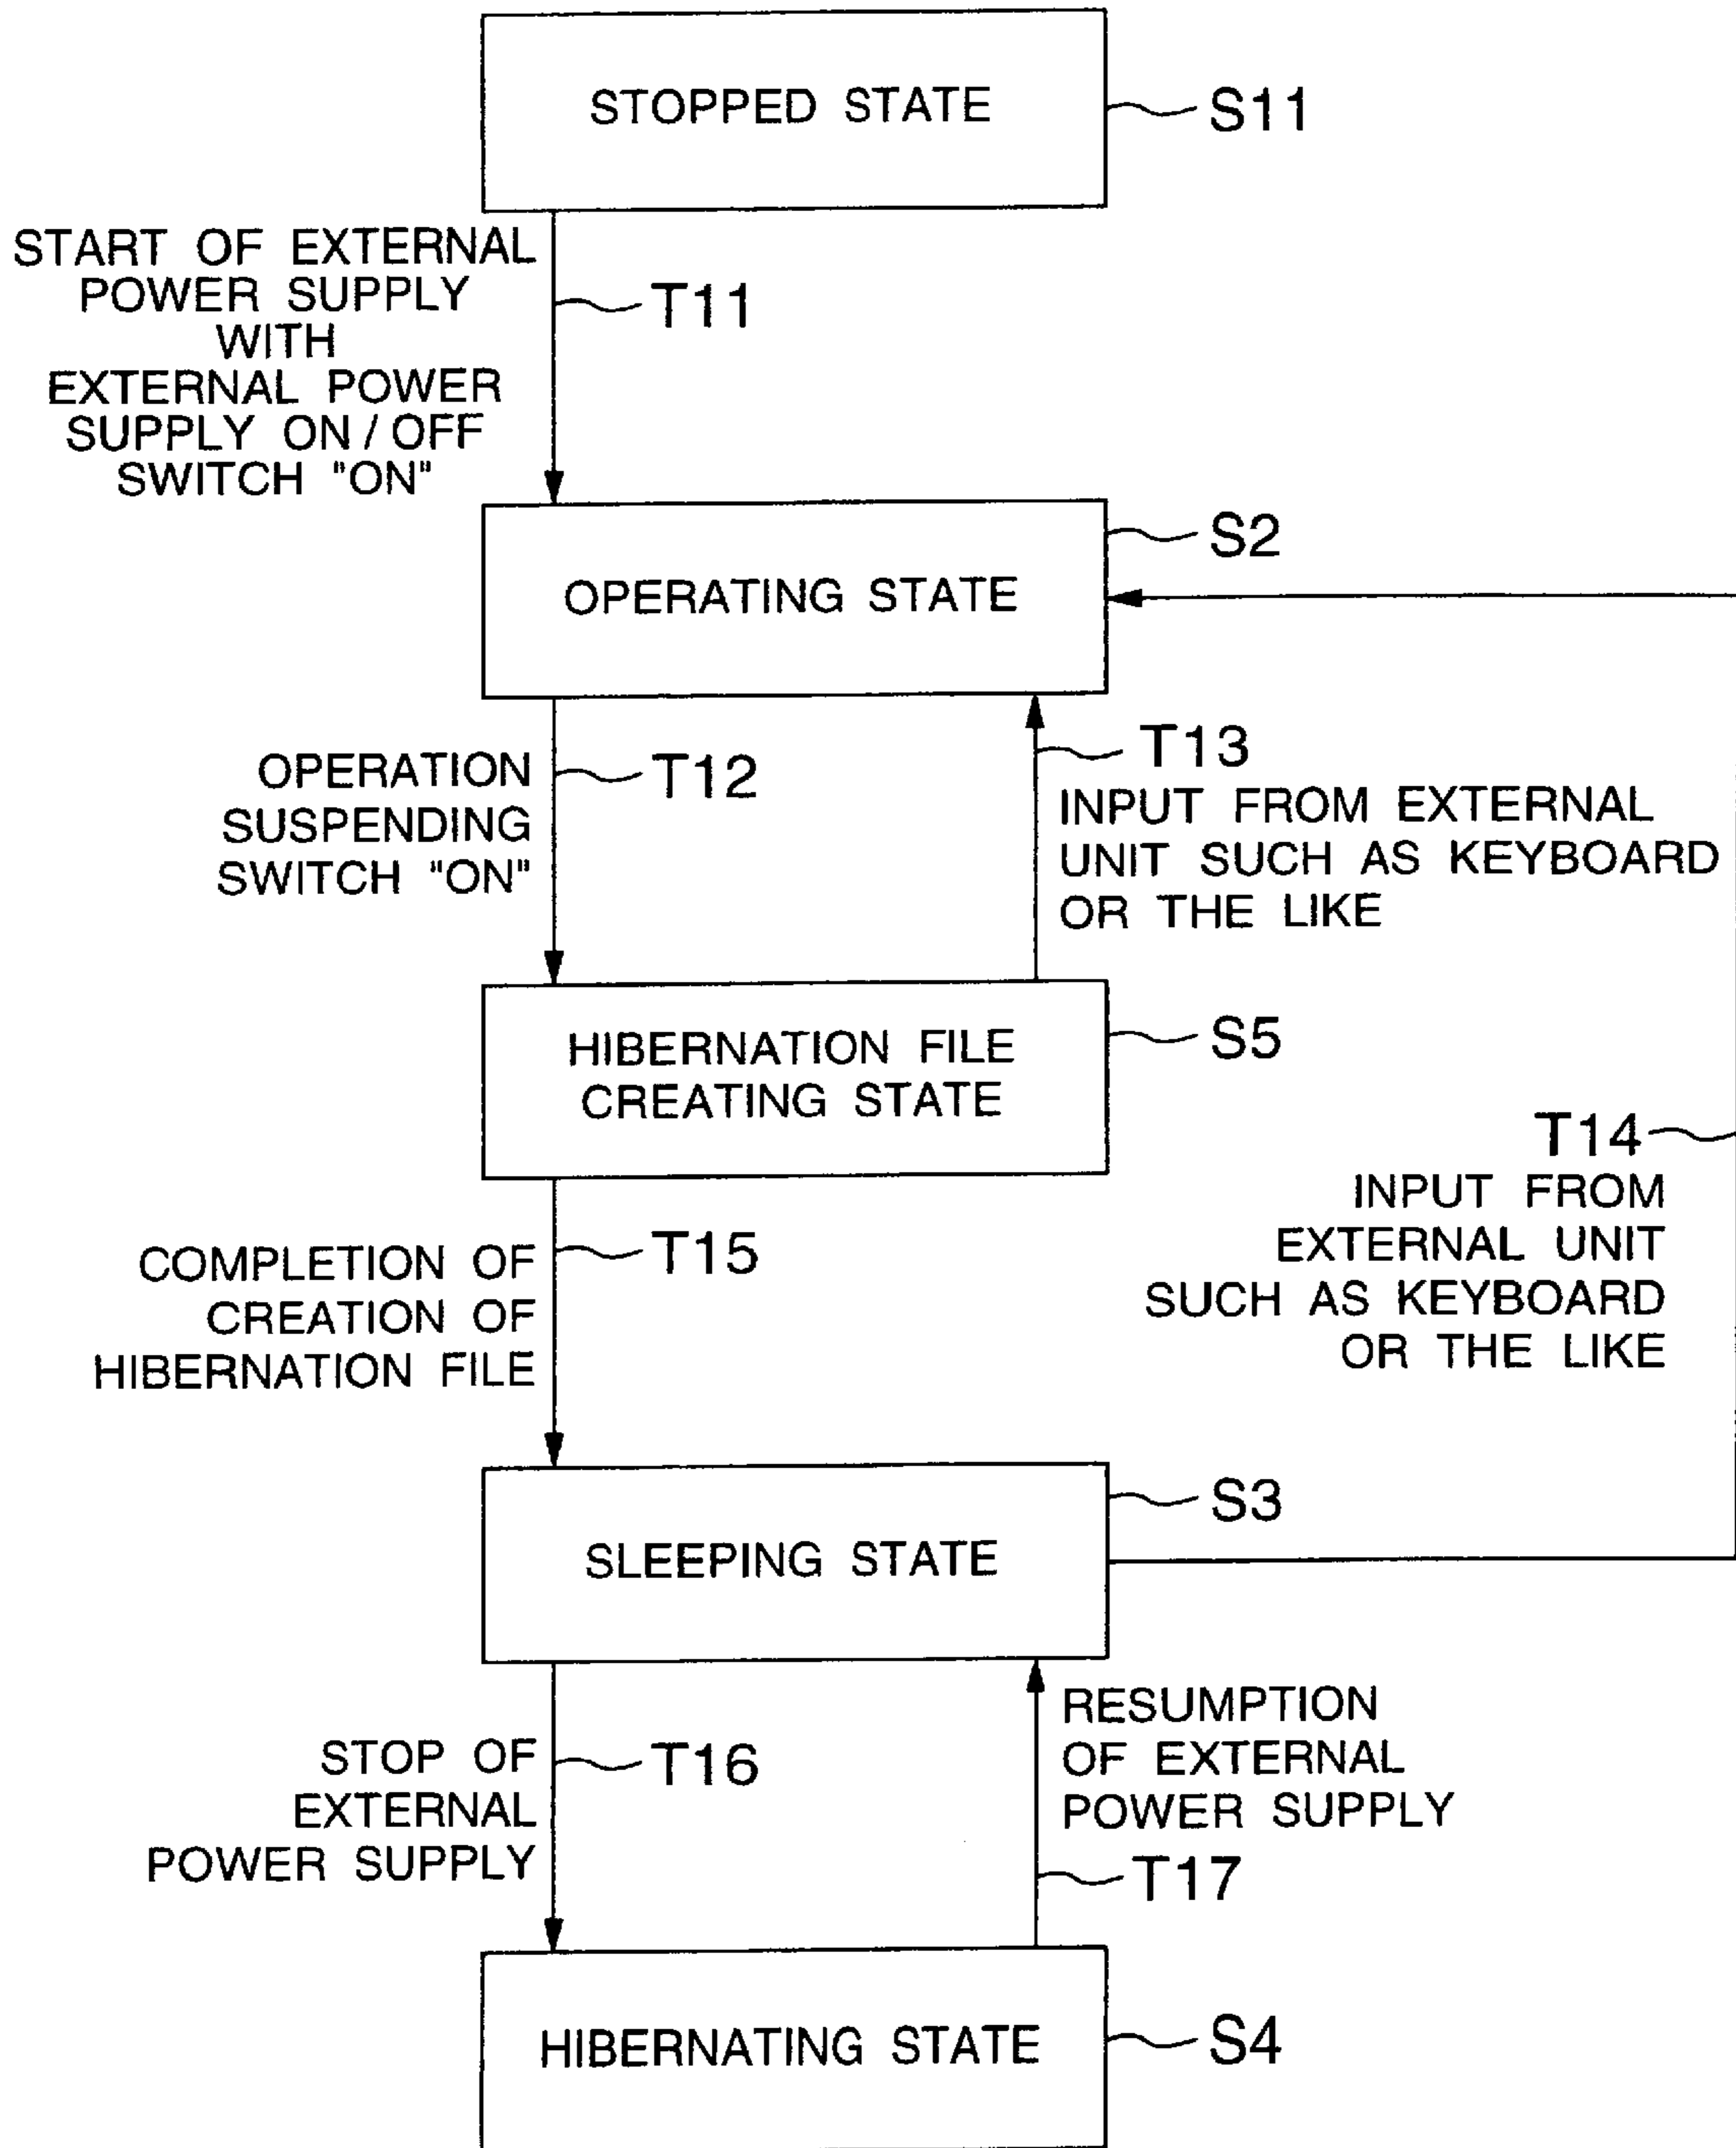 STOPPED STATE
S11
START OF EXTERNAL
POWER SUPPLY
WITH
EXTERNAL POWER
SUPPLY ON/OFF
SWITCH "ON"
T11
S2
OPERATING STATE
OPERATION
SUSPENDING
SWITCH "ON"
T12
T13
INPUT FROM EXTERNAL
UNIT SUCH AS KEYBOARD
OR THE LIKE
HIBERNATION FILE
CREATING STATE
S5
T14
INPUT FROM
EXTERNAL UNIT
SUCH AS KEYBOARD
OR THE LIKE
COMPLETION OF
CREATION OF
HIBERNATION FILE
T15
S3
SLEEPING STATE
STOP OF
EXTERNAL
POWER SUPPLY
T16
RESUMPTION
OF EXTERNAL
POWER SUPPLY
T17
HIBERNATING STATE
S4